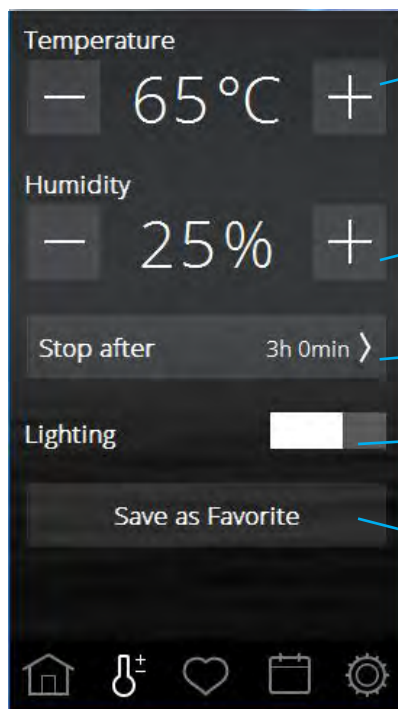 Temperature
− 65°C +
Humidity
− 25% +
Stop after 3h 0min 〉
Lighting
Save as Favorite